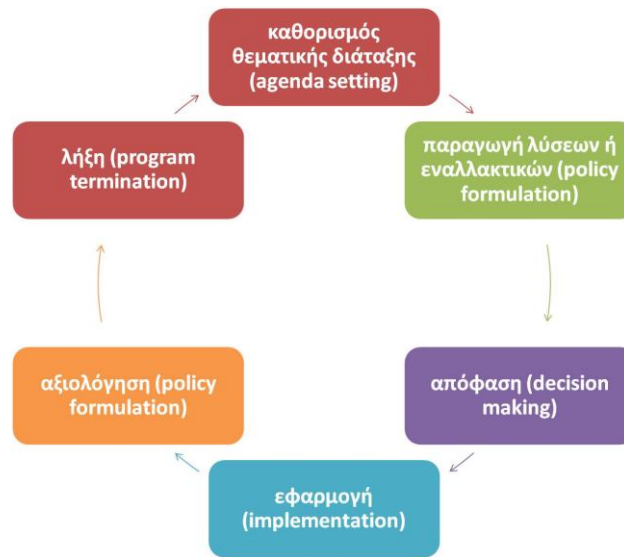 καθορισμός
θεματικής διάταξης
(agenda setting)
παραγωγή λύσεων ή
εναλλακτικών (policy
formulation)
απόφαση (decision
making)
εφαρμογή
(implementation)
αξιολόγηση (policy
formulation)
λήξη (program
termination)